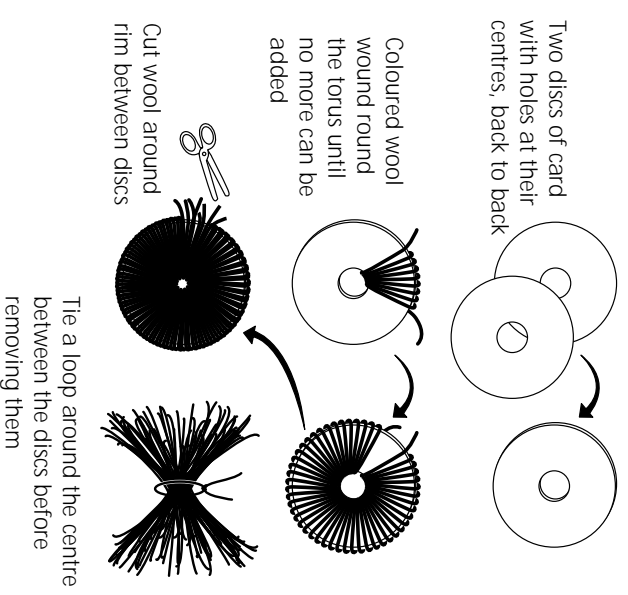 Two discs of card
with holes at their
centres, back to back
Coloured wool
wound round
the torus until
no more can be
added
Cut wool around
rim between discs
Tie a loop around the centre
between the discs before
removing them